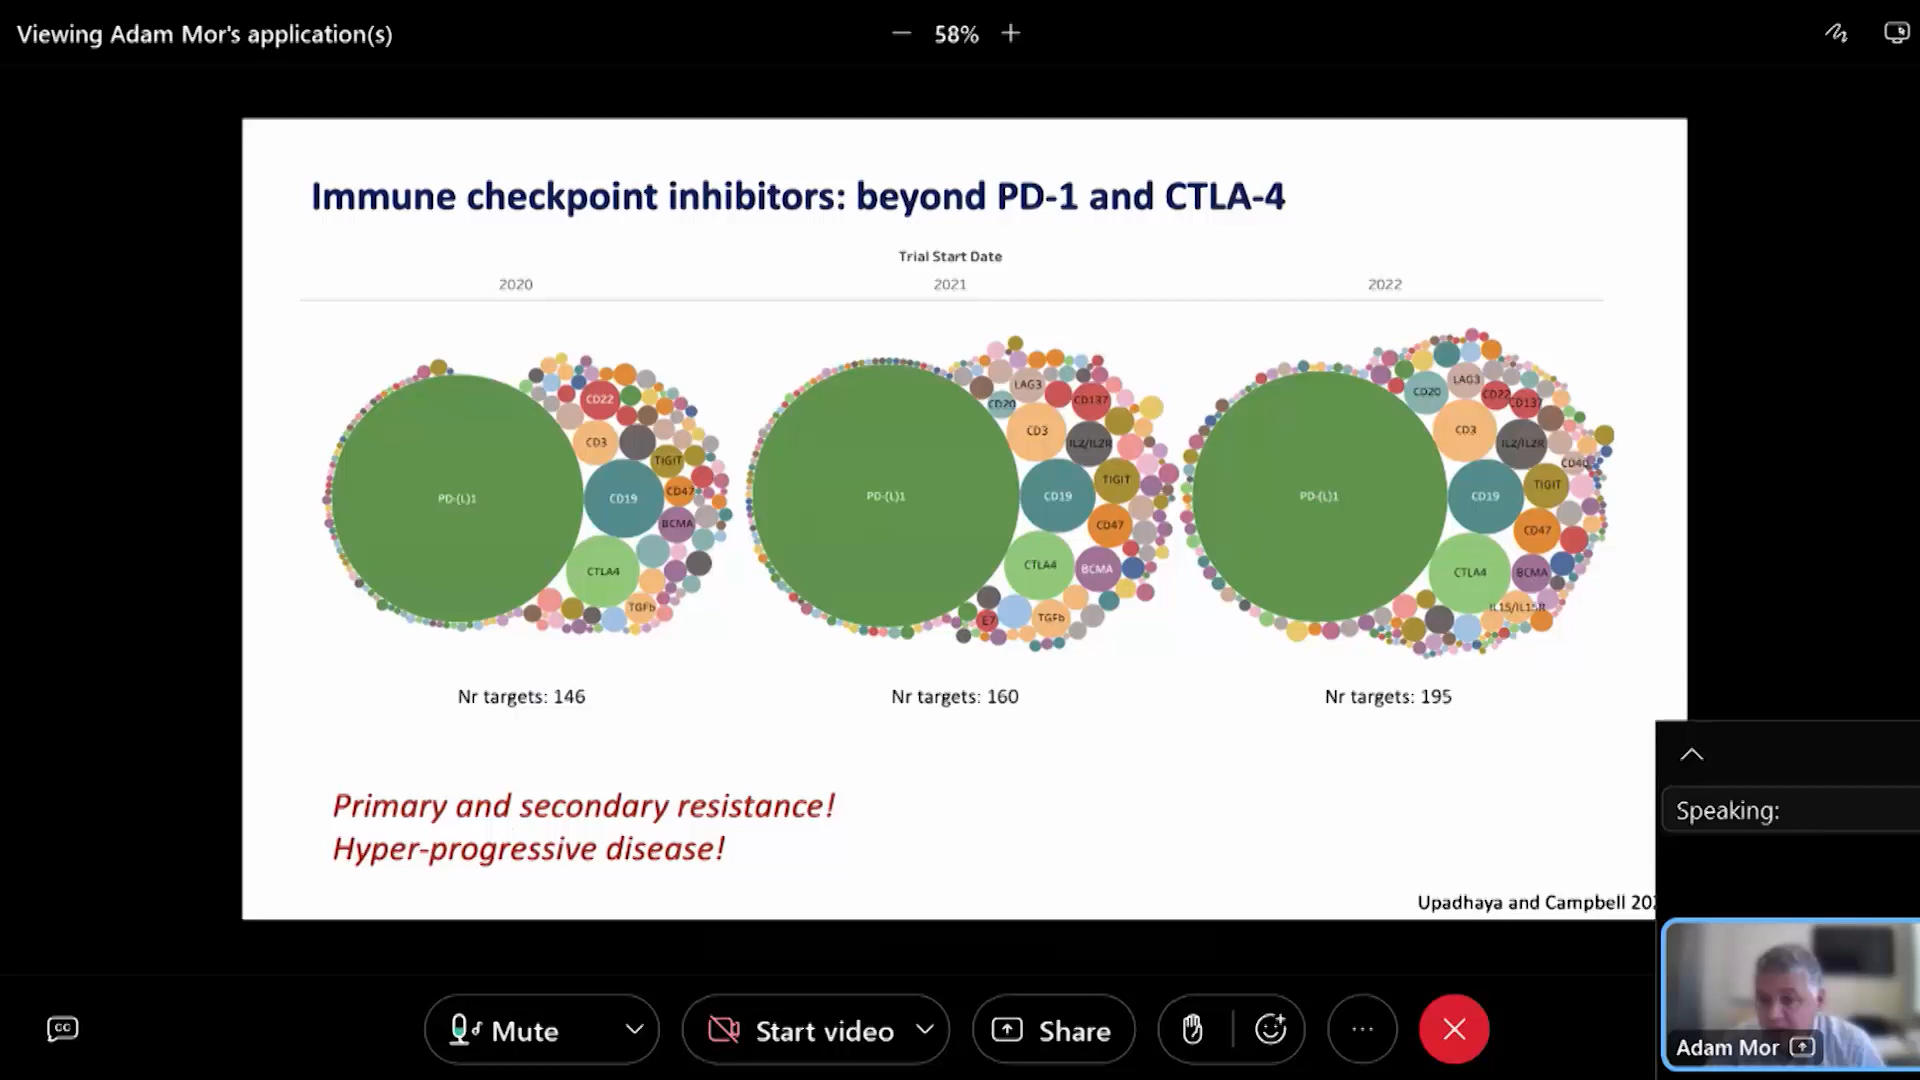 Viewing Adam Mor's application(s)
58%
Immune checkpoint inhibitors: beyond PD-1 and CTLA-4
Trial Start Date
2020
2021
2022
PD-(L)1
CD22
CD3
TIGIT
CD19
CD47
BCMA
CTLA4
TGFb
PD-(L)1
LAG3
CD20
CD137
CD3
IL2/IL2R
TIGIT
CD19
CD47
CTLA4
BCMA
E7
TGFb
PD-(L)1
CD20
LAG3
CD22
CD137
CD3
IL2/IL2R
CD40
TIGIT
CD19
CD47
CTLA4
BCMA
IL15/IL15R
Nr targets: 146
Nr targets: 160
Nr targets: 195
Primary and secondary resistance!
Hyper-progressive disease!
Upadhaya and Campbell
Speaking:
Adam Mor
CC
Mute
Start video
Share